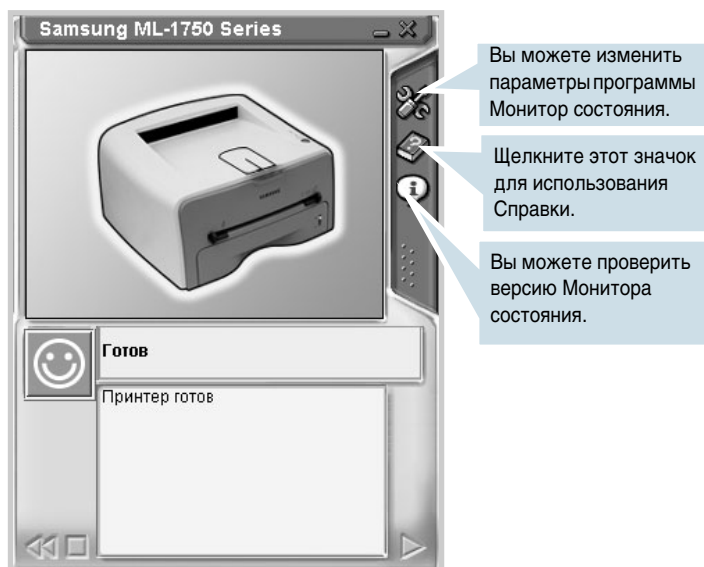 Samsung ML-1750 Series
Вы можете изменить
параметры программы
Монитор состояния.
Щелкните этот значок
для использования
Справки.
Вы можете проверить
версию Монитора
состояния.
Готов
Принтер готов